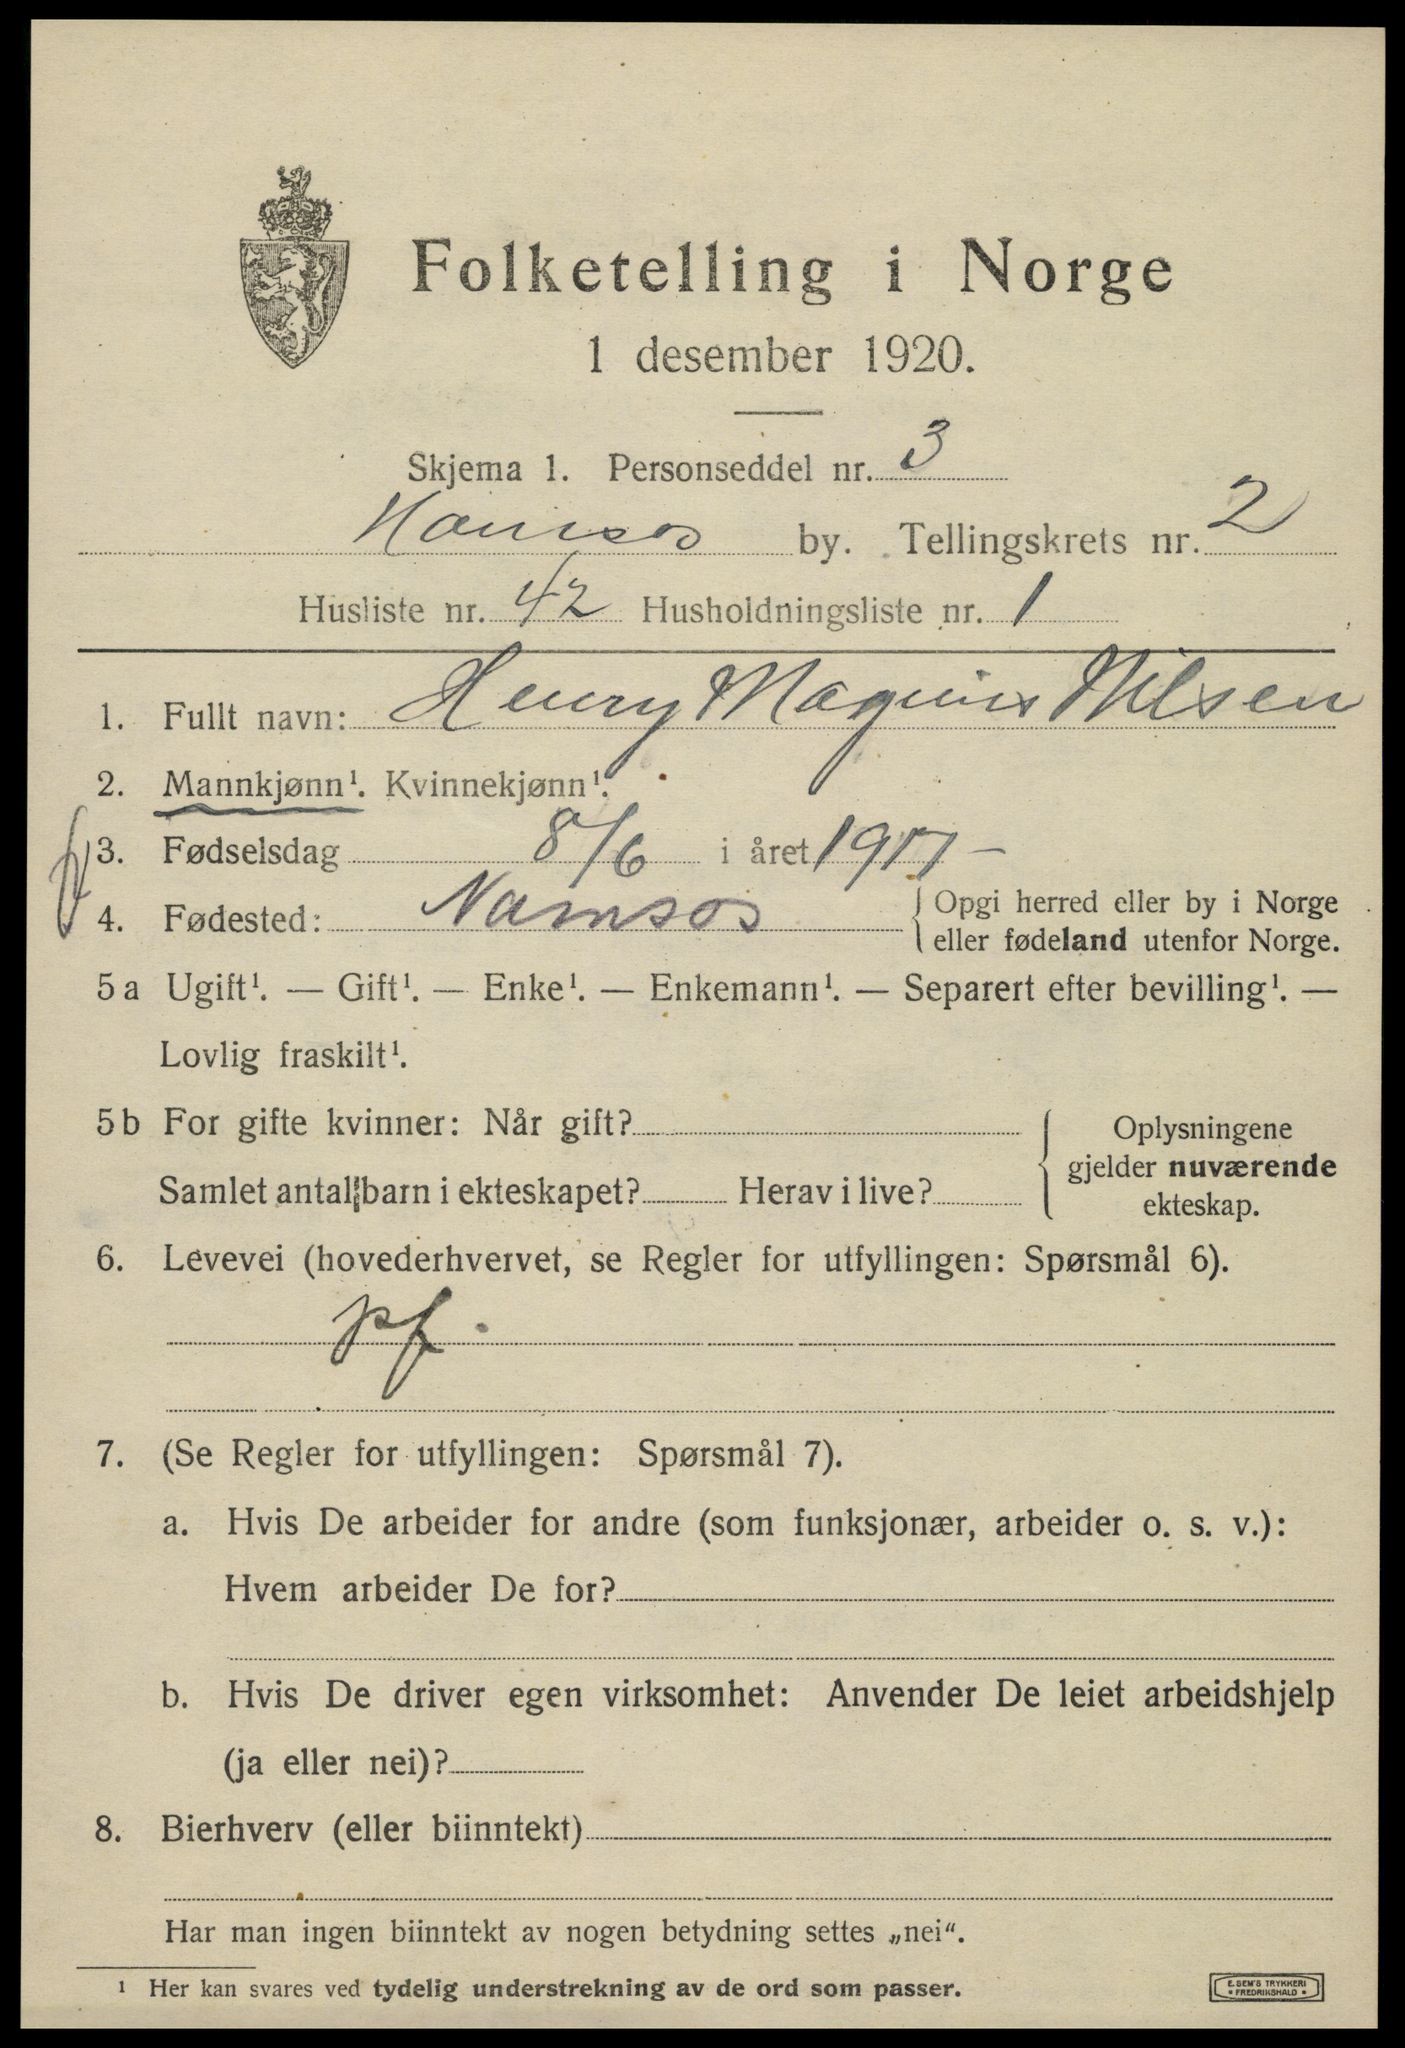 Folketelling i Norge
1 desember 1920.
Skjema 1. Personseddel nr. 3
Namsos by. Tellingskrets nr. 2
Husliste nr. 42 Husholdningsliste nr. 1
1. Fullt navn: Henry Magnus Nilsen
2. Mannkjønn¹. Kvinnekjønn¹.
3. Fødselsdag 8/6 i året 1917 -
4. Fødested: Namsos { Opgi herred eller by i Norge
eller fødeland utenfor Norge.
5 a Ugift¹. — Gift¹. — Enke¹. — Enkemann¹. — Separert efter bevilling¹. —
Lovlig fraskilt¹.
5 b For gifte kvinner: Når gift?
Samlet antal barn i ekteskapet? Herav i live?
{ Oplysningene
gjelder nuværende
ekteskap.
6. Levevei (hovederhvervet, se Regler for utfyllingen: Spørsmål 6).
pf.
7. (Se Regler for utfyllingen: Spørsmål 7).
a. Hvis De arbeider for andre (som funksjonær, arbeider o. s. v.):
Hvem arbeider De for?
b. Hvis De driver egen virksomhet: Anvender De leiet arbeidshjelp
(ja eller nei)?
8. Bierhverv (eller biinntekt)
Har man ingen biinntekt av nogen betydning settes „nei“.
¹ Her kan svares ved tydelig understrekning av de ord som passer.
E. SEM'S TRYKKERI
• FREDRIKSHALD •